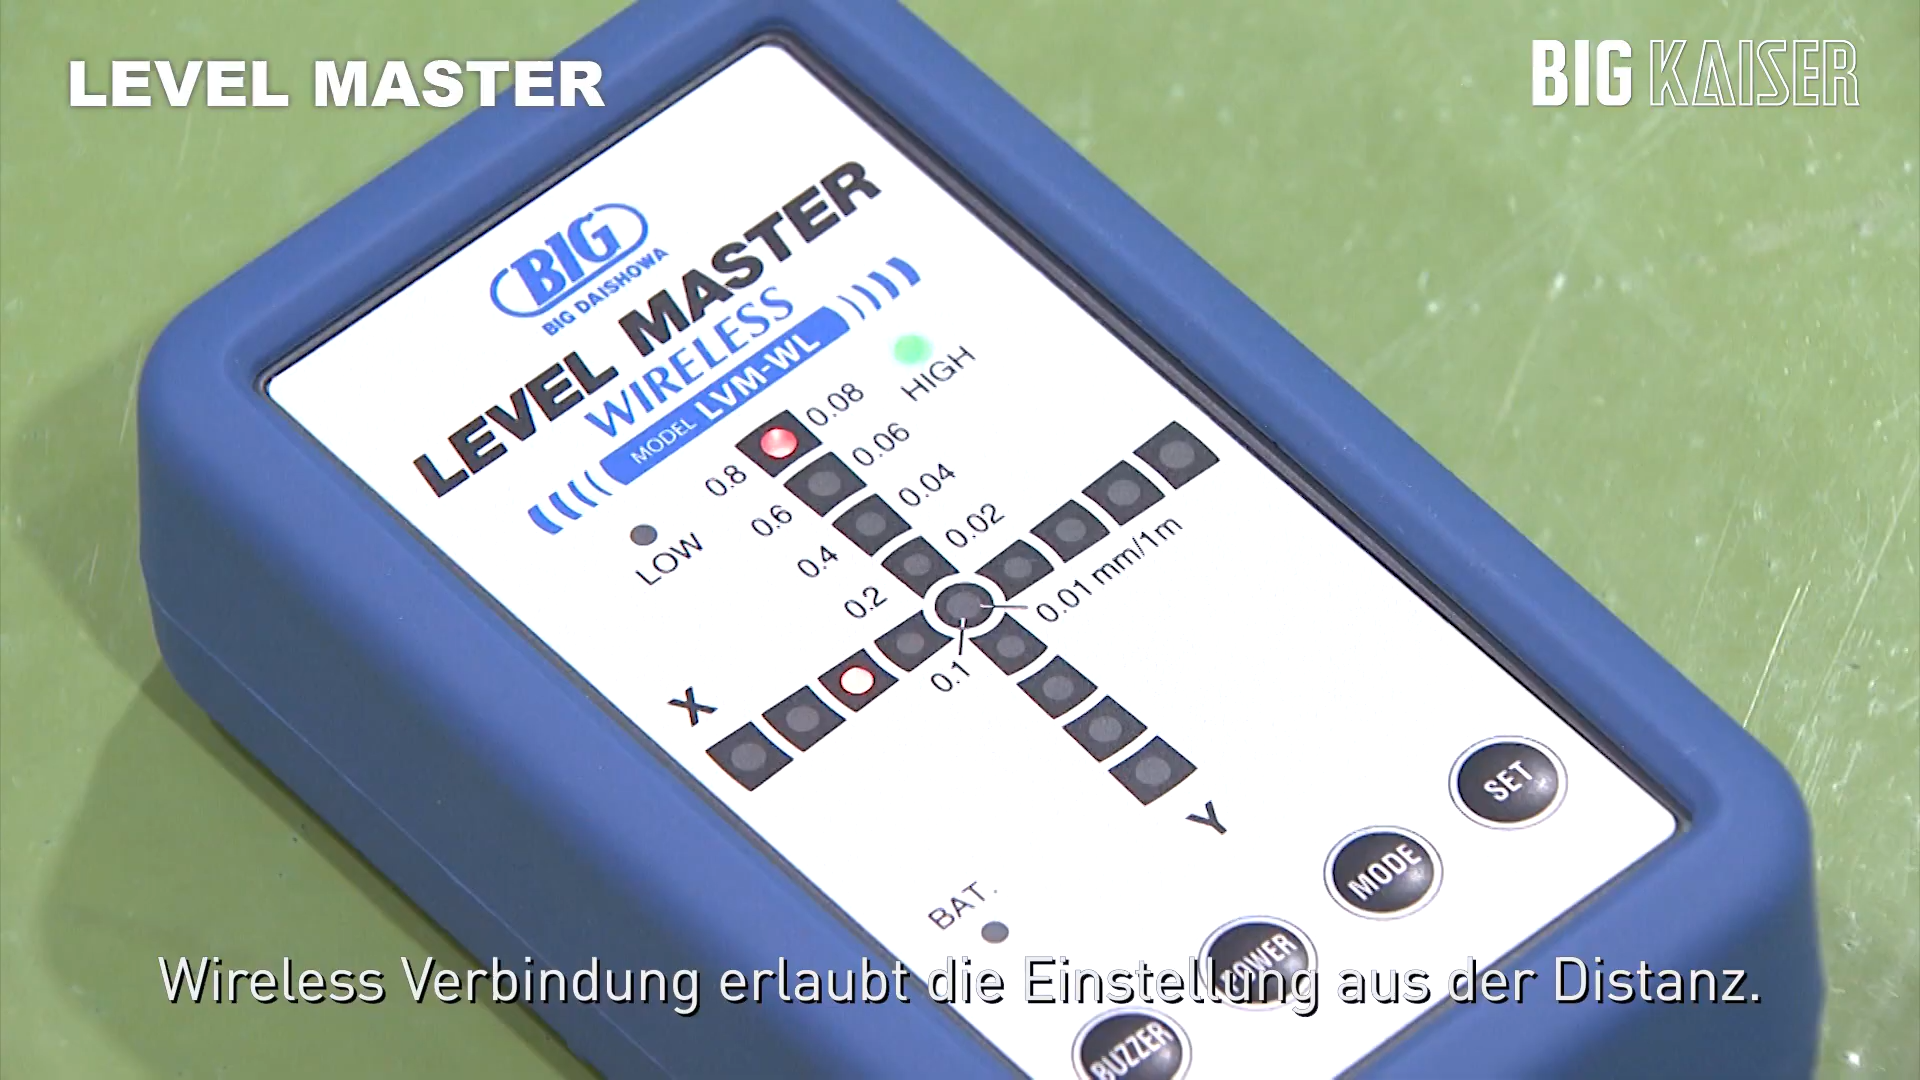 LEVEL MASTER
BIG KAISER
BIG
BIG DAISHOWA
LEVEL MASTER
WIRELESS
MODEL LVM-WL
HIGH
0.08
0.8
0.06
LOW
0.6
0.04
0.4
0.02
0.2
0.01 mm/1m
0.1
X
Y
SET
MODE
BAT.
POWER
BUZZER
Wireless Verbindung erlaubt die Einstellung aus der Distanz.